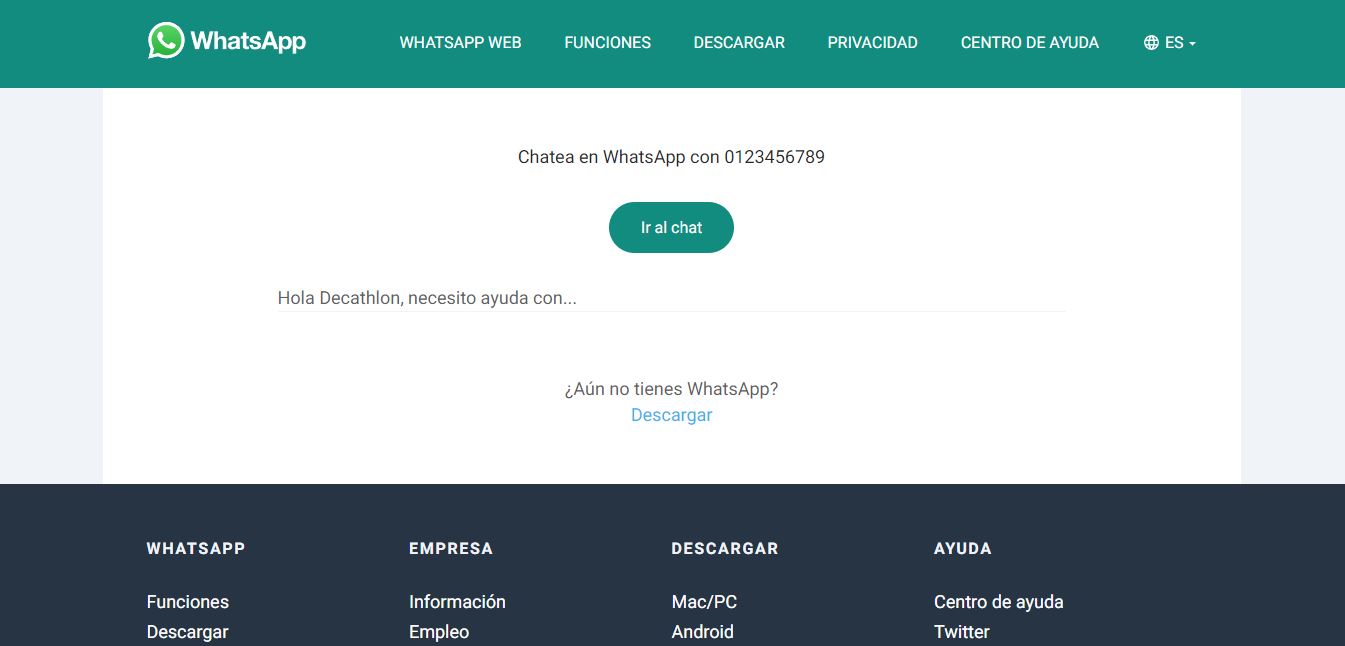 WhatsApp WHATSAPP WEB FUNCIONES DESCARGAR PRIVACIDAD CENTRO DE AYUDA ES
Chatea en WhatsApp con 0123456789
Ir al chat
Hola Decathlon, necesito ayuda con...
¿Aún no tienes WhatsApp?
Descargar
WHATSAPP EMPRESA DESCARGAR AYUDA
Funciones Información Mac/PC Centro de ayuda
Descargar Empleo Android Twitter